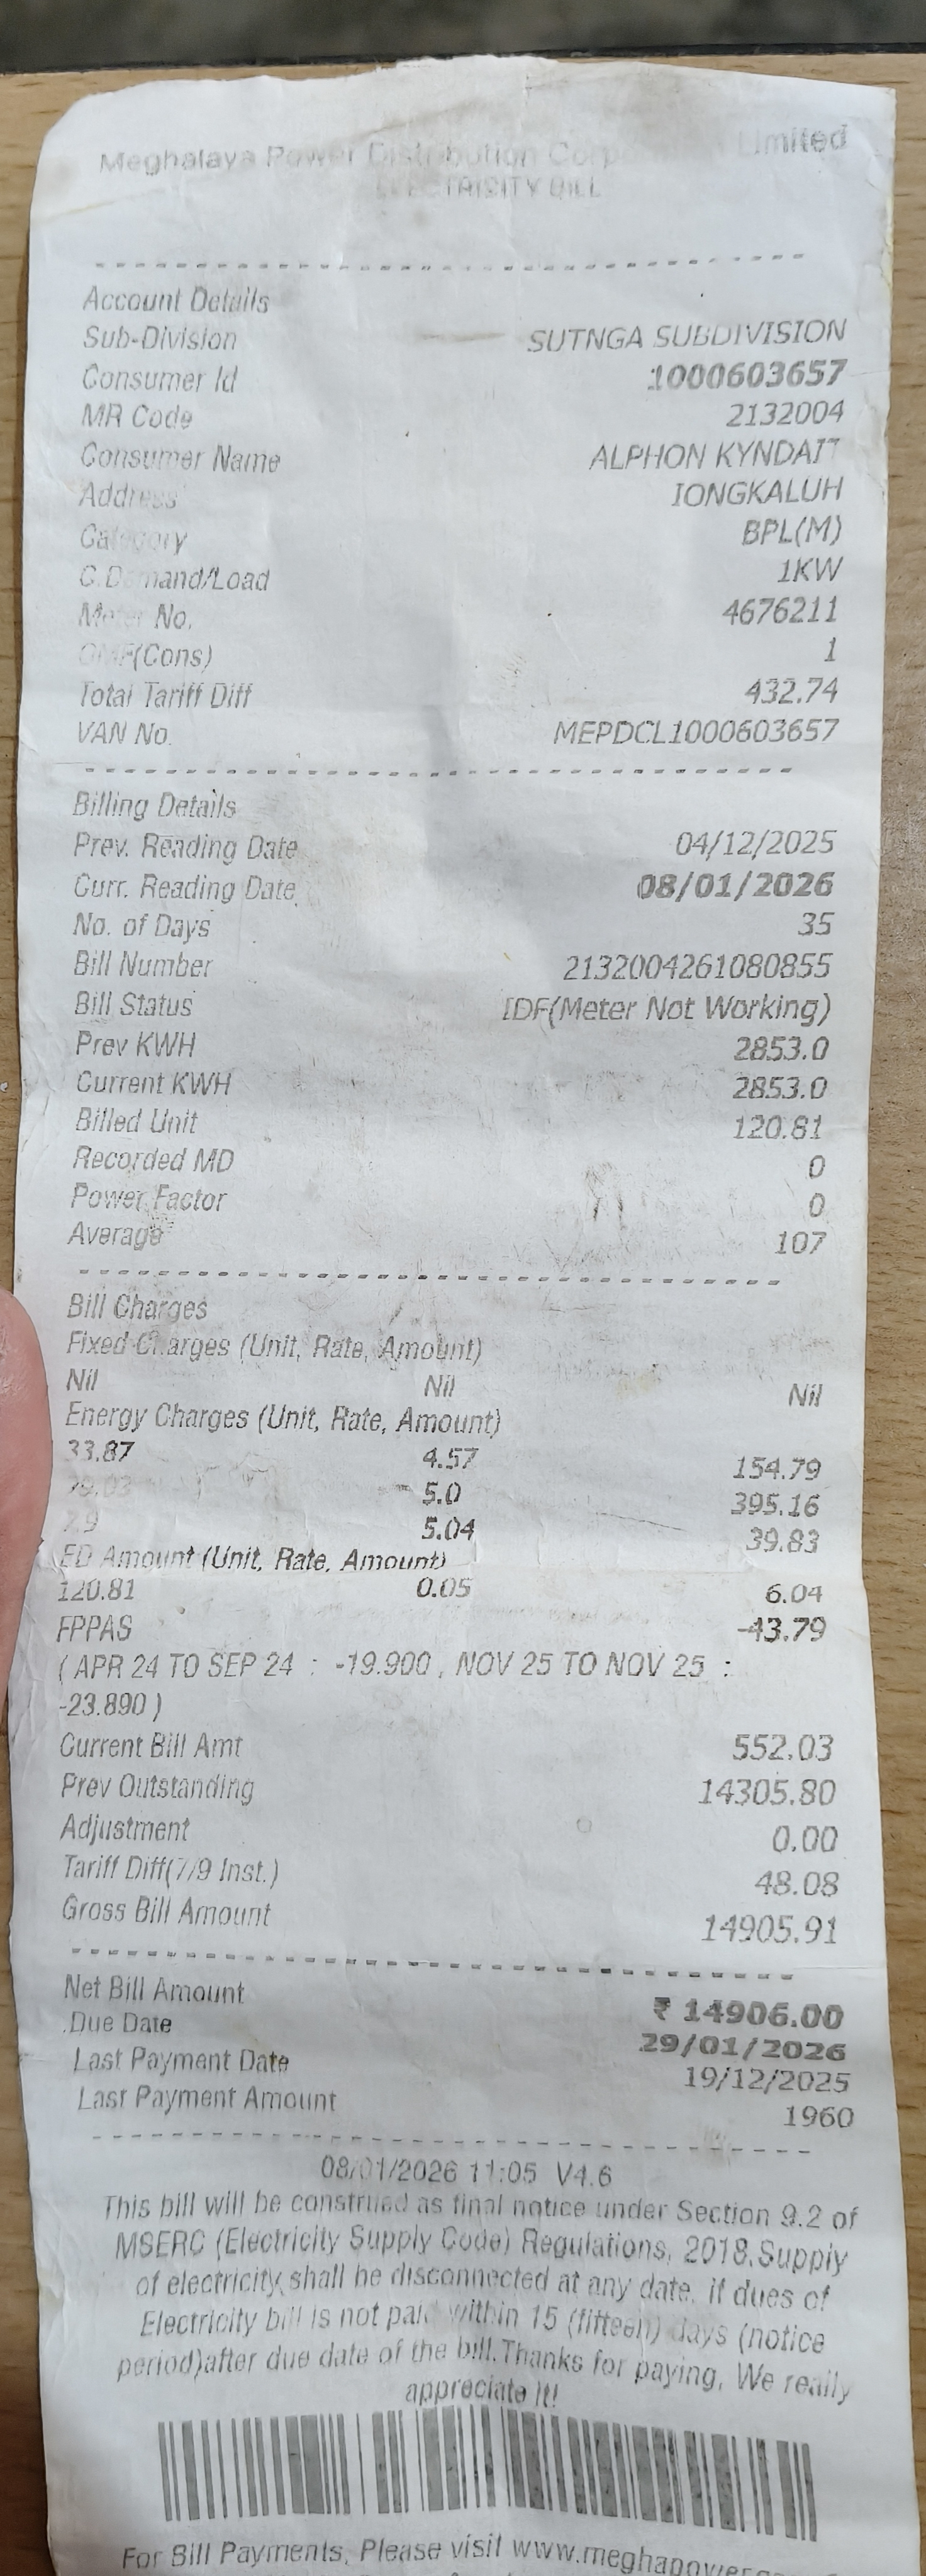 Meghalaya Power Distribution Limited
ELECTRICITY BILL
Account Details
Sub-Division SUTNGA SUBDIVISION
Consumer Id 1000603657
MR Code 2132004
Consumer Name ALPHON KYNDAIT
Address IONGKALUH
Category BPL(M)
C.Demand/Load 1KW
Meter No. 4676211
OMF(Cons) 1
Total Tariff Diff 432.74
VAN No. MEPDCL1000603657
Billing Details
Prev. Reading Date 04/12/2025
Curr. Reading Date 08/01/2026
No. of Days 35
Bill Number 2132004261080855
Bill Status IDF(Meter Not Working)
Prev KWH 2853.0
Current KWH 2853.0
Billed Unit 120.81
Recorded MD 0
Power Factor 0
Average 107
Bill Charges
Fixed Charges (Unit, Rate, Amount)
Nil Nil Nil
Energy Charges (Unit, Rate, Amount)
33.87 4.57 154.79
79.03 5.0 395.16
7.9 5.04 39.83
ED Amount (Unit, Rate, Amount)
120.81 0.05 6.04
FPPAS -43.79
( APR 24 TO SEP 24 : -19.900 , NOV 25 TO NOV 25 :
-23.890 )
Current Bill Amt 552.03
Prev Outstanding 14305.80
Adjustment 0.00
Tariff Diff(7/9 Inst.) 48.08
Gross Bill Amount 14905.91
Net Bill Amount ₹ 14906.00
Due Date 29/01/2026
Last Payment Date 19/12/2025
Last Payment Amount 1960
08/01/2026 11:05 V4.6
This bill will be construed as final notice under Section 9.2 of
MSERC (Electricity Supply Code) Regulations, 2018.Supply
of electricity shall be disconnected at any date, if dues of
Electricity bill is not paid within 15 (fifteen) days (notice
period)after due date of the bill.Thanks for paying, We really
appreciate it!
For Bill Payments, Please visit www.meghapower